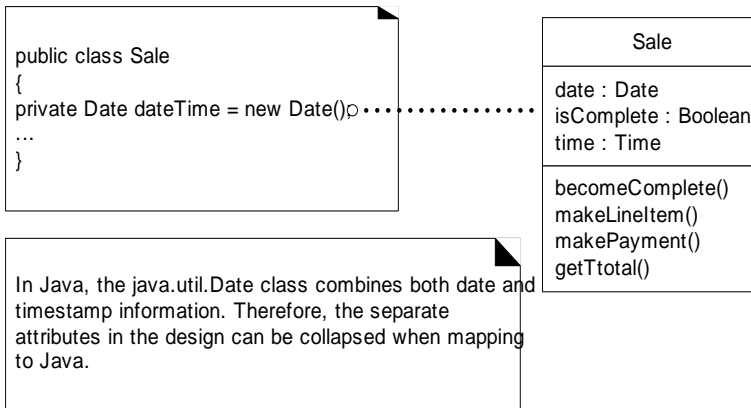 public class Sale
{
private Date dateTime = new Date();
...
}
Sale
date : Date
isComplete : Boolean
time : Time
becomeComplete()
makeLineItem()
makePayment()
getTtotal()
In Java, the java.util.Date class combines both date and
timestamp information. Therefore, the separate
attributes in the design can be collapsed when mapping
to Java.